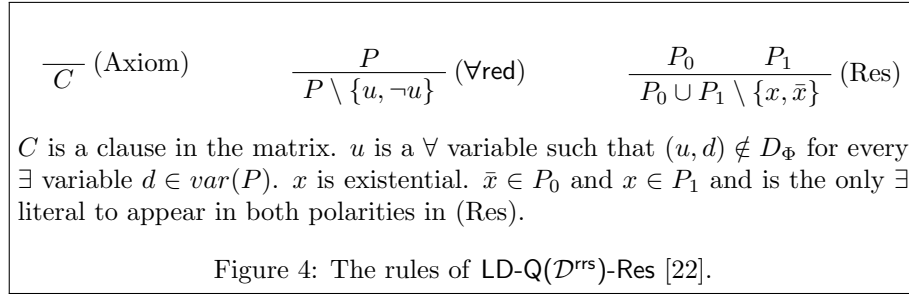 C (Axiom)
P
P \ {u, ¬u} (∀red)
P₀ P₁
P₀ ∪ P₁ \ {x, x̄} (Res)
C is a clause in the matrix. u is a ∀ variable such that (u, d) ∉ D_Φ for every
∃ variable d ∈ var(P). x is existential. x̄ ∈ P₀ and x ∈ P₁ and is the only ∃
literal to appear in both polarities in (Res).
Figure 4: The rules of LD-Q(𝒟ʳʳˢ)-Res [22].